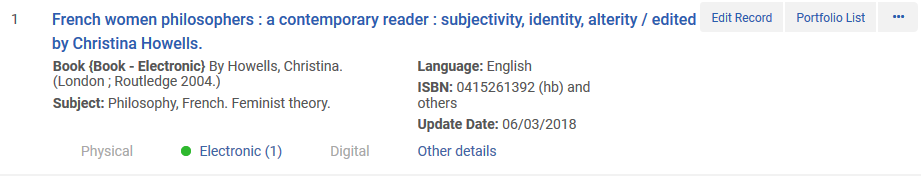 1
French women philosophers : a contemporary reader : subjectivity, identity, alterity / edited
by Christina Howells.
Edit Record
Portfolio List
•••
Book {Book - Electronic} By Howells, Christina.
(London ; Routledge 2004.)
Subject: Philosophy, French. Feminist theory.
Language: English
ISBN: 0415261392 (hb) and
others
Update Date: 06/03/2018
Physical
Electronic (1)
Digital
Other details